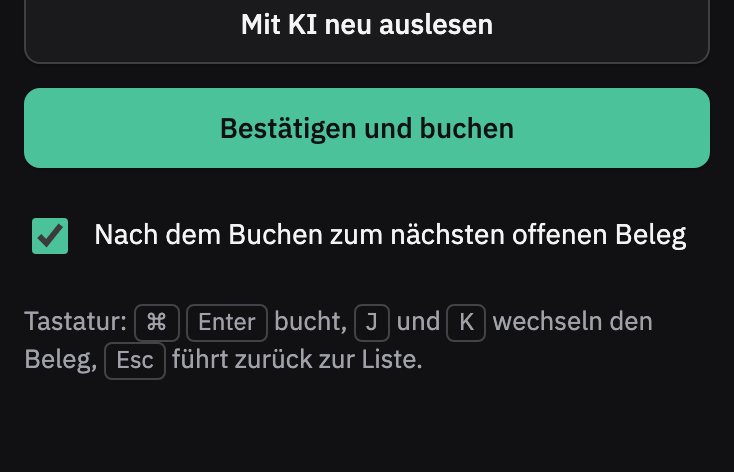 Mit KI neu auslesen
Bestätigen und buchen
Nach dem Buchen zum nächsten offenen Beleg
Tastatur: ⌘ Enter bucht, J und K wechseln den
Beleg, Esc führt zurück zur Liste.